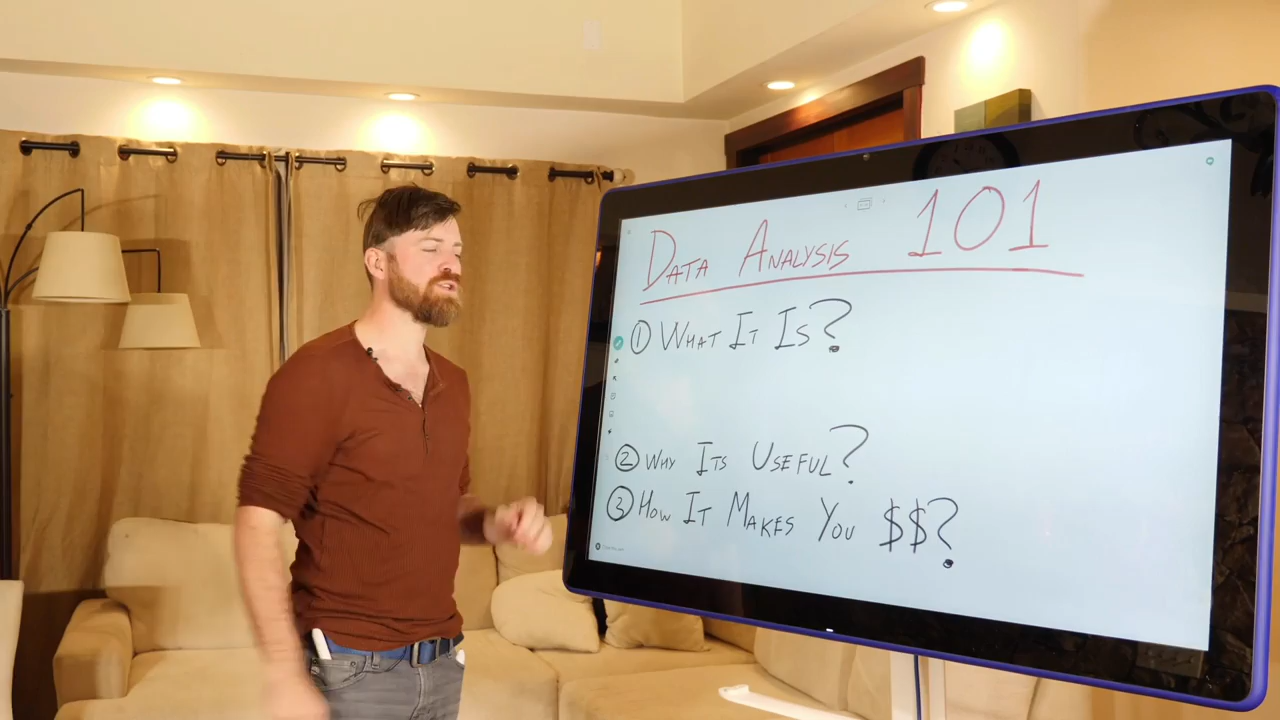 Data Analysis 101
① What It Is?
② Why Its Useful?
③ How It Makes You $$?